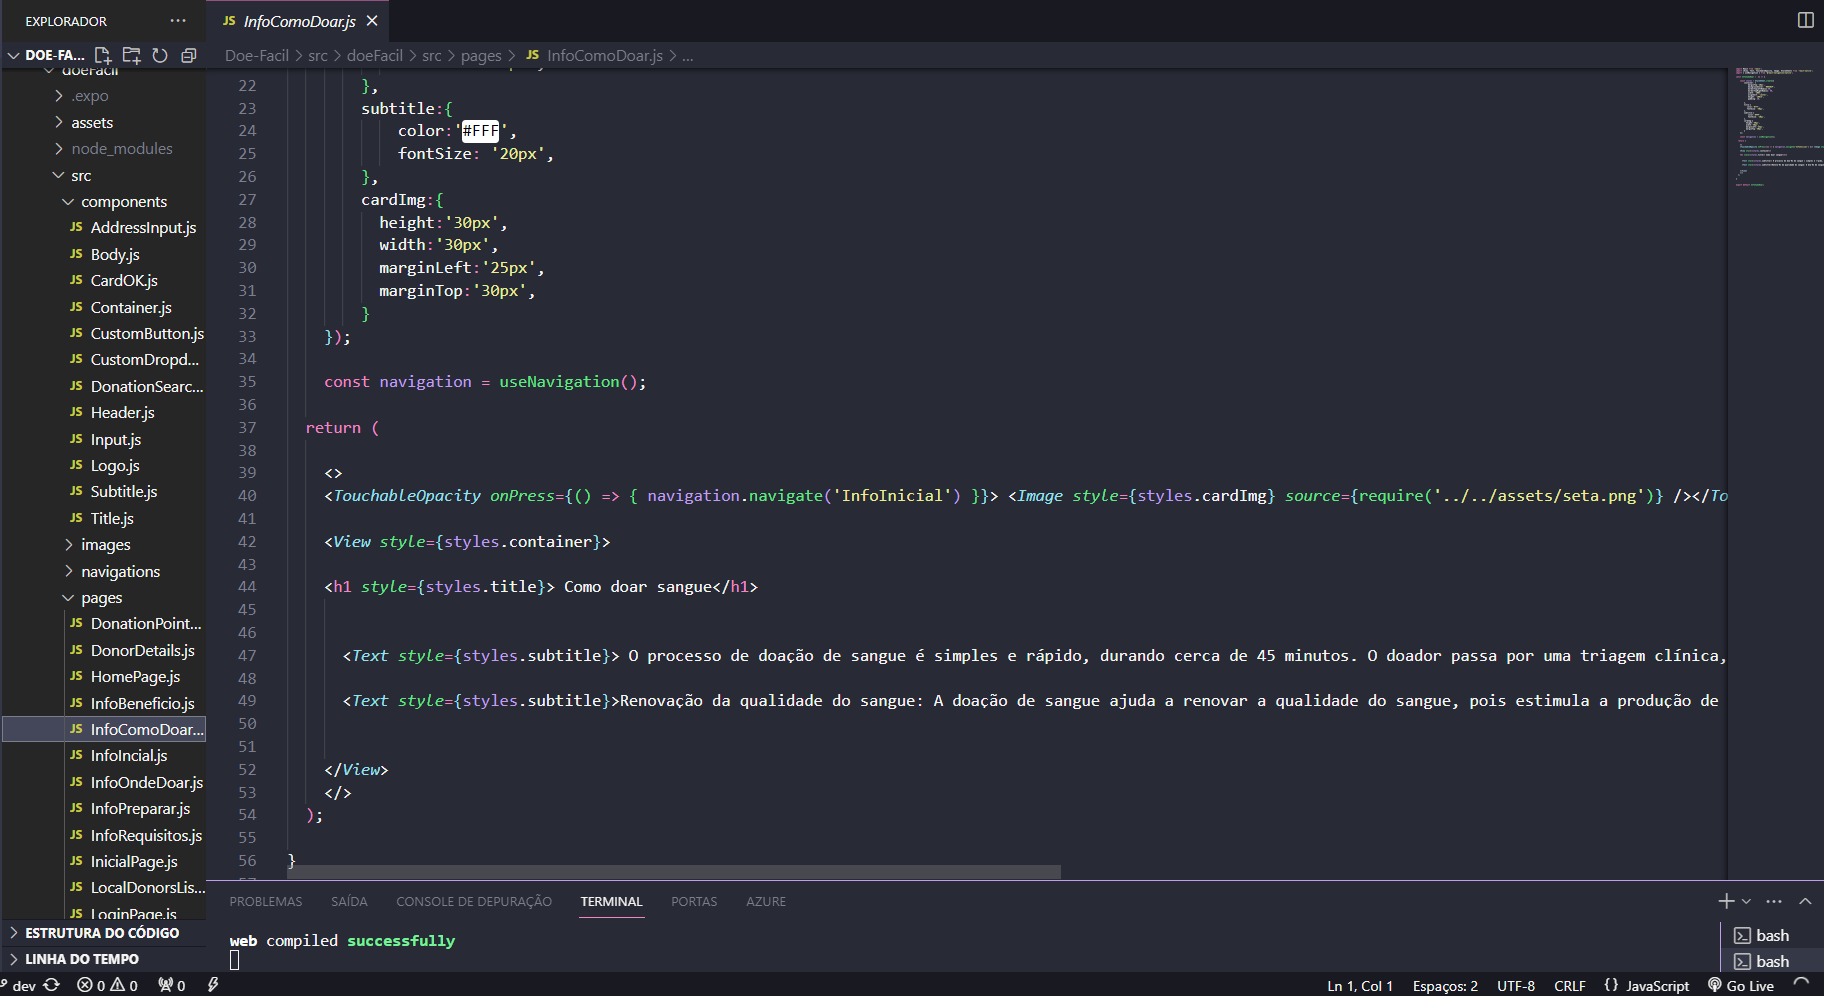 EXPLORADOR
JS InfoComoDoar.js
DOE-FA...
Doe-Facil > src > doeFacil > src > pages > JS InfoComoDoar.js > ...
doeFacil
.expo
assets
node_modules
src
components
JS AddressInput.js
JS Body.js
JS CardOK.js
JS Container.js
JS CustomButton.js
JS CustomDropd...
JS DonationSearc...
JS Header.js
JS Input.js
JS Logo.js
JS Subtitle.js
JS Title.js
images
navigations
pages
JS DonationPoint...
JS DonorDetails.js
JS HomePage.js
JS InfoBeneficio.js
JS InfoComoDoar...
JS InfoIncial.js
JS InfoOndeDoar.js
JS InfoPreparar.js
JS InfoRequisitos.js
JS InicialPage.js
JS LocalDonorsLis...
JS LoginPage.js
ESTRUTURA DO CÓDIGO
LINHA DO TEMPO
22 },
23 subtitle:{
24 color:'#FFF',
25 fontSize: '20px',
26 },
27 cardImg:{
28 height:'30px',
29 width:'30px',
30 marginLeft:'25px',
31 marginTop:'30px',
32 }
33 });
34
35 const navigation = useNavigation();
36
37 return (
38
39 <>
40 <TouchableOpacity onPress={() => { navigation.navigate('InfoInicial') }}> <Image style={styles.cardImg} source={require('../../assets/seta.png')} /></To
41
42 <View style={styles.container}>
43
44 <h1 style={styles.title}> Como doar sangue</h1>
45
46
47 <Text style={styles.subtitle}> O processo de doação de sangue é simples e rápido, durando cerca de 45 minutos. O doador passa por uma triagem clínica,
48
49 <Text style={styles.subtitle}>Renovação da qualidade do sangue: A doação de sangue ajuda a renovar a qualidade do sangue, pois estimula a produção de
50
51
52 </View>
53 </>
54 );
55
56 }
PROBLEMAS SAÍDA CONSOLE DE DEPURAÇÃO TERMINAL PORTAS AZURE
web compiled successfully
bash
bash
dev 0 0 0 Ln 1, Col 1 Espaços: 2 UTF-8 CRLF {} JavaScript Go Live